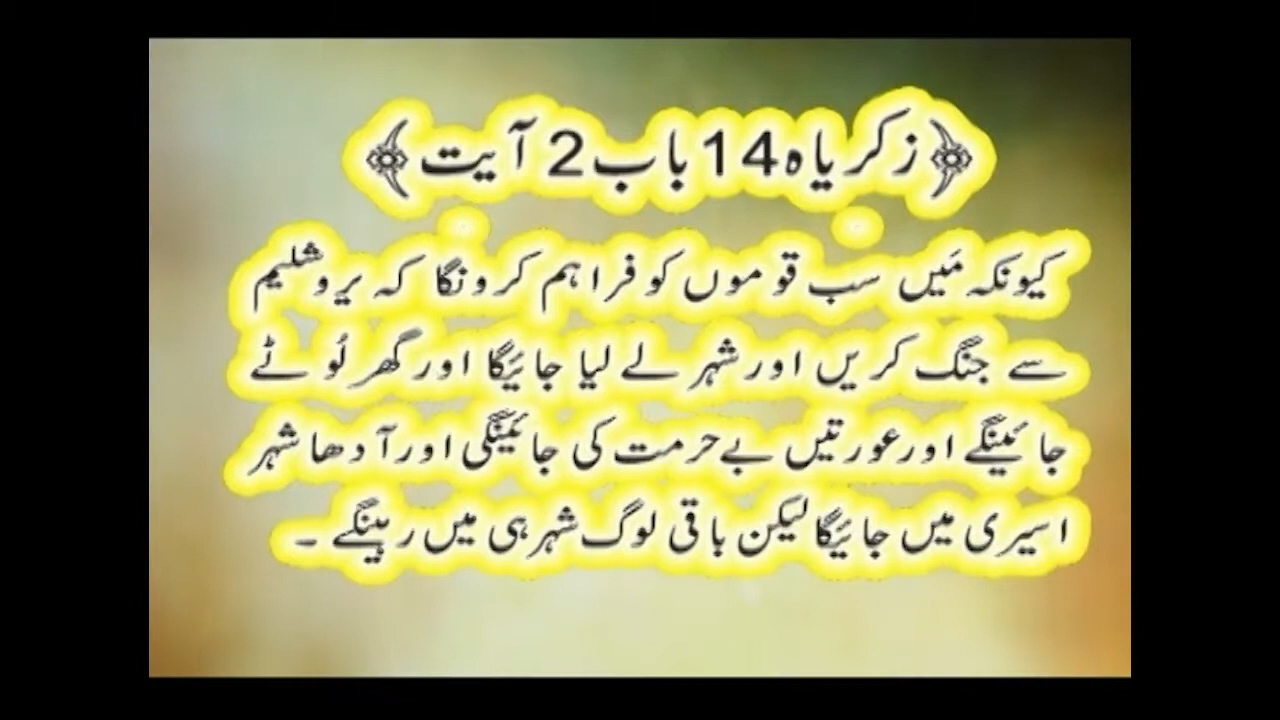 ﴿زکریاہ 14 باب 2 آیت﴾
کیونکہ مَیں سب قوموں کو فراہم کرونگا کہ یروشلیم
سے جنگ کریں اور شہر لے لیا جائیگا اور گھر لُوٹے
جائینگے اور عورتیں بےحرمت کی جائینگی اور آدھا شہر
اسیری میں جائیگا لیکن باقی لوگ شہر ہی میں رہینگے ۔